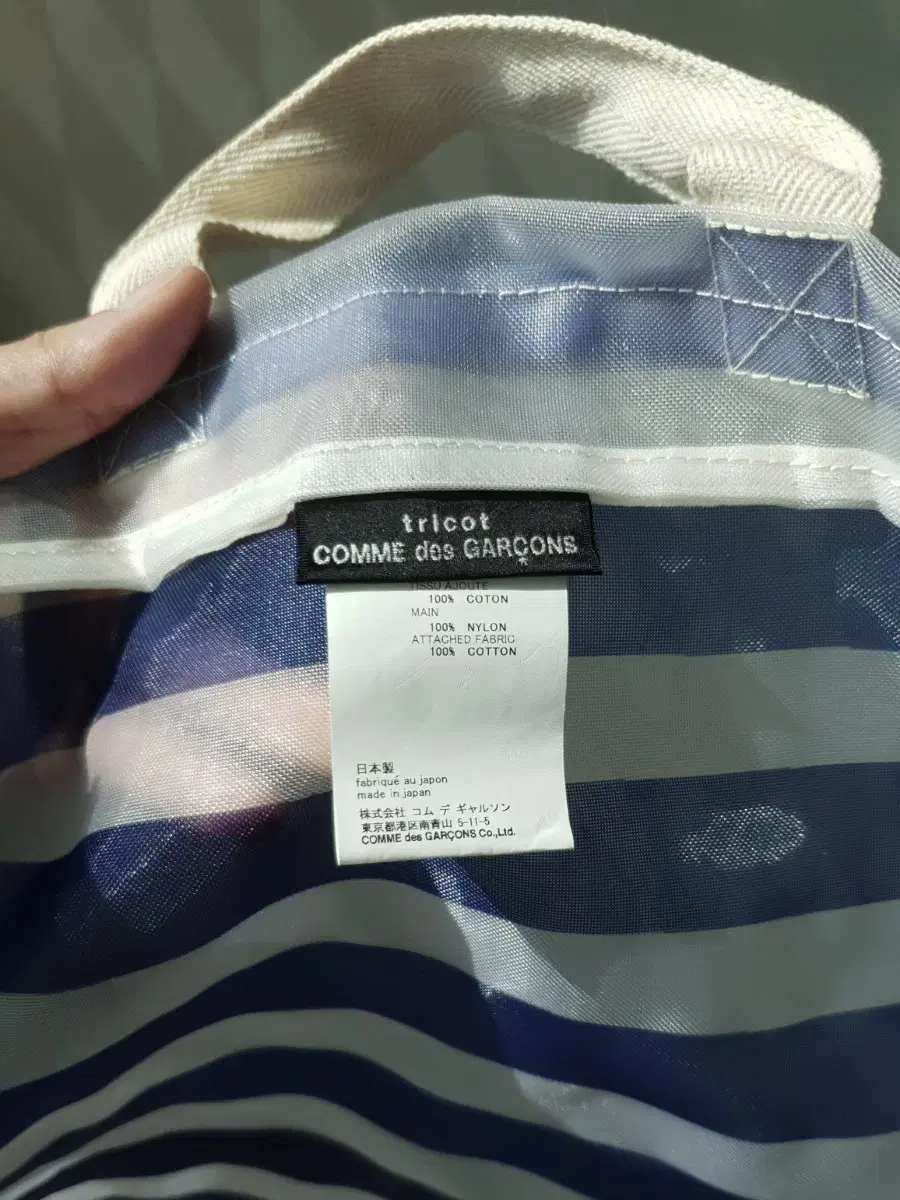 tricot
COMME des GARÇONS
TISSU AJOUTE
100% COTON
MAIN
100% NYLON
ATTACHED FABRIC
100% COTTON
日本製
fabriqué au japon
made in japan
株式会社 コム デ ギャルソン
東京都港区南青山 5-11-5
COMME des GARÇONS Co.,Ltd.